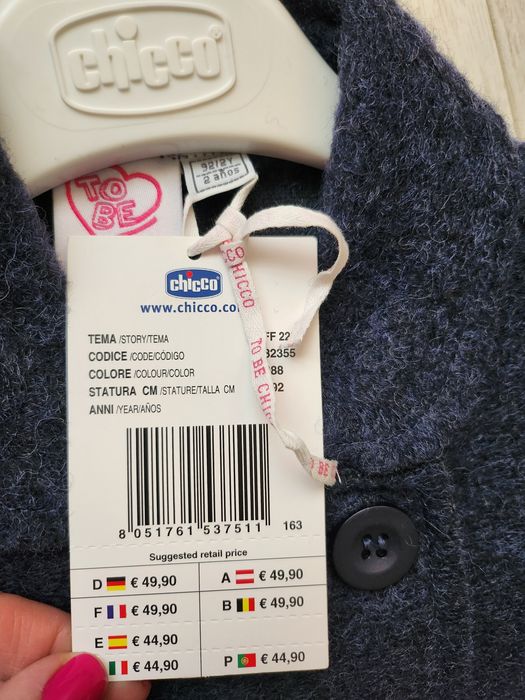 chicco
92/2Y
2 años
TO
BE
chicco
www.chicco.co
TEMA /STORY/TEMA FF 22
CODICE /CODE/CÓDIGO 32355
COLORE /COLOUR/COLOR 88
STATURA CM /STATURE/TALLA CM 92
ANNI /YEAR/AÑOS
CHICCO TO BE CHIC
TO BE
8 051761 537511 163
Suggested retail price
D € 49,90 A € 49,90
F € 49,90 B € 49,90
E € 44,90
€ 44,90 P € 44,90